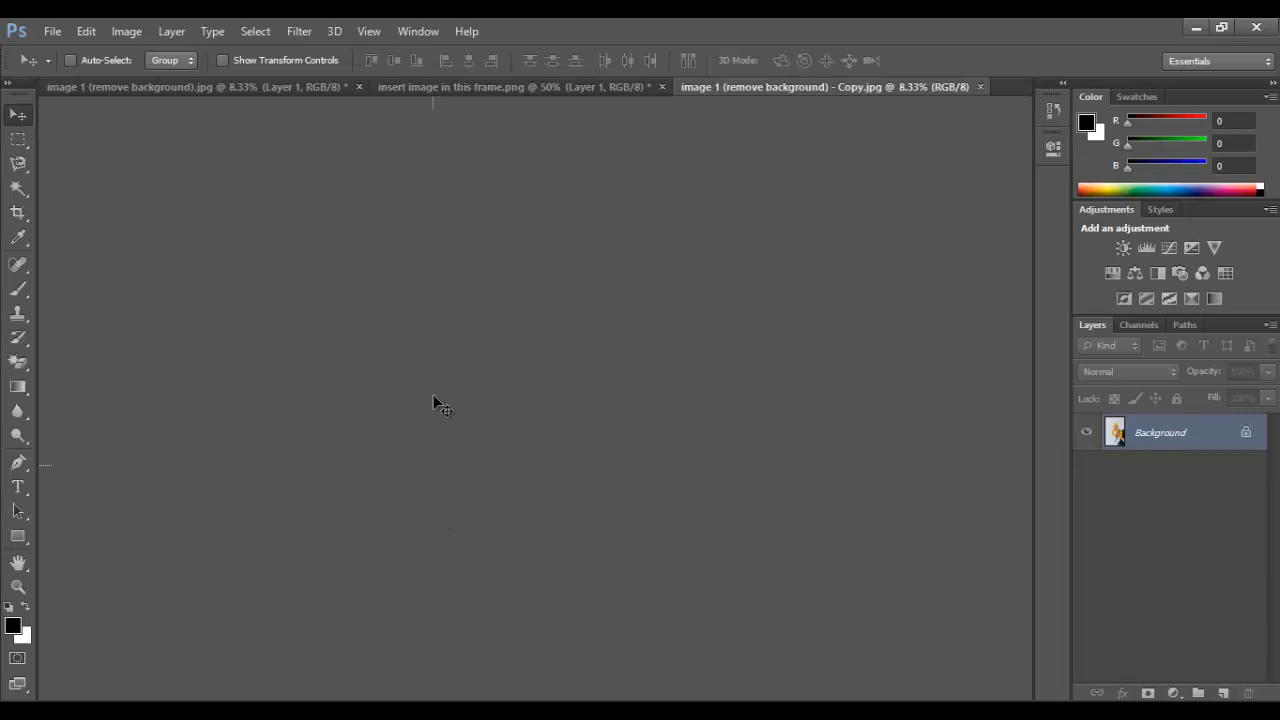 Ps File Edit Image Layer Type Select Filter 3D View Window Help
Auto-Select: Group Show Transform Controls 3D Mode: Essentials
image 1 (remove background).jpg @ 8.33% (Layer 1, RGB/8) * × insert image in this frame.png @ 50% (Layer 1, RGB/8) * × image 1 (remove background) - Copy.jpg @ 8.33% (RGB/8) ×
Color Swatches
R 0
G 0
B 0
Adjustments Styles
Add an adjustment
Layers Channels Paths
Kind T
Normal Opacity: 100%
Lock: Fill: 100%
Background
T
fx